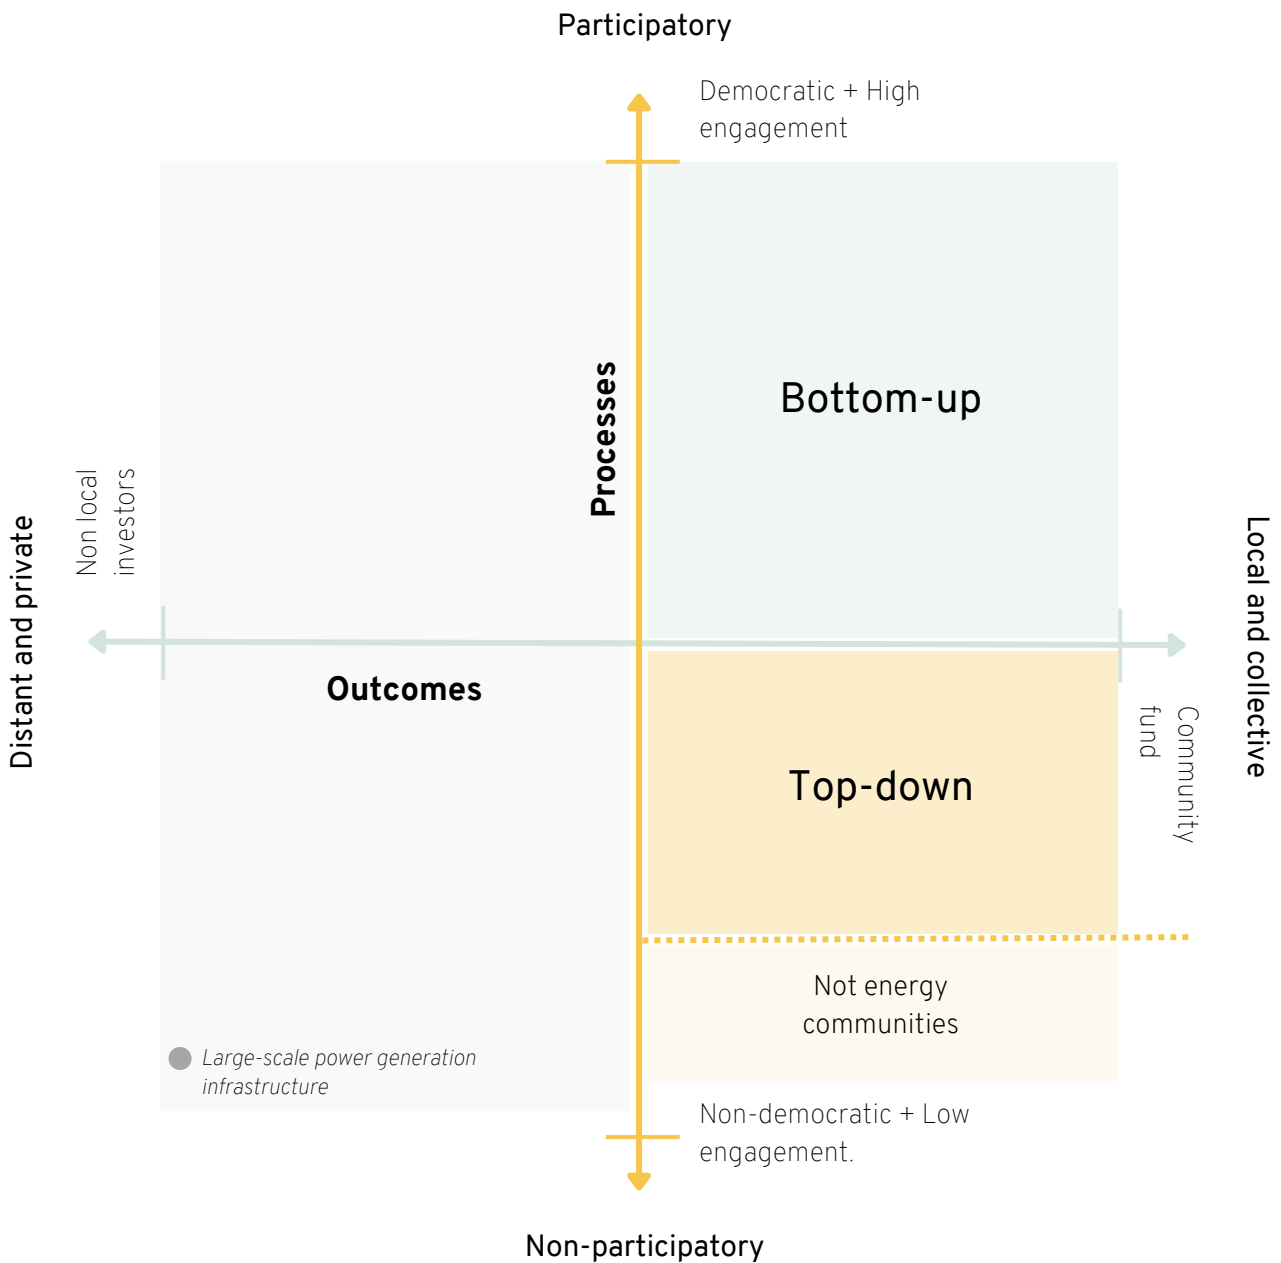 Participatory
Democratic + High
engagement
Processes
Bottom-up
Non local
investors
Distant and private
Local and collective
Outcomes
Community
fund
Top-down
Not energy
communities
Large-scale power generation
infrastructure
Non-democratic + Low
engagement.
Non-participatory